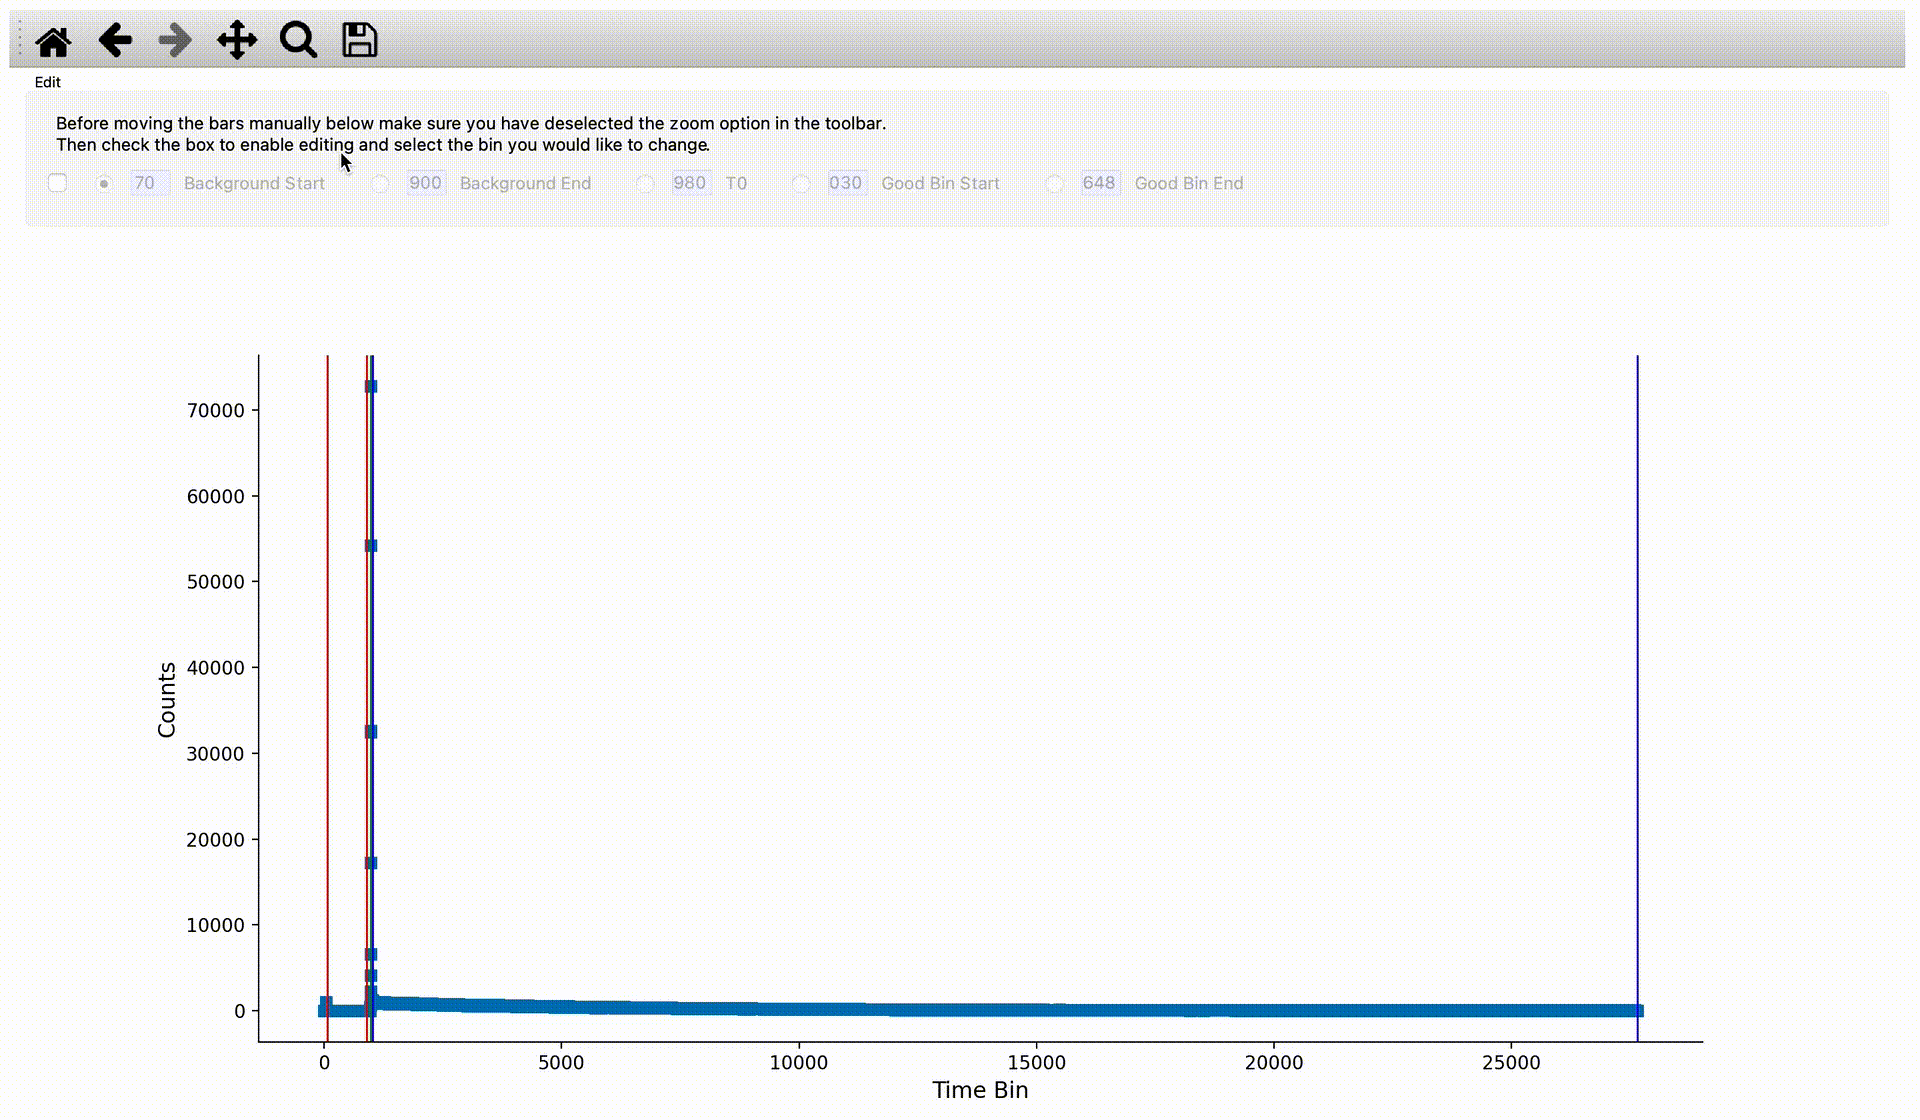 Edit
Before moving the bars manually below make sure you have deselected the zoom option in the toolbar.
Then check the box to enable editing and select the bin you would like to change.
70 Background Start 900 Background End 980 T0 030 Good Bin Start 648 Good Bin End
70000
60000
50000
40000
30000
20000
10000
0
Counts
0 5000 10000 15000 20000 25000
Time Bin